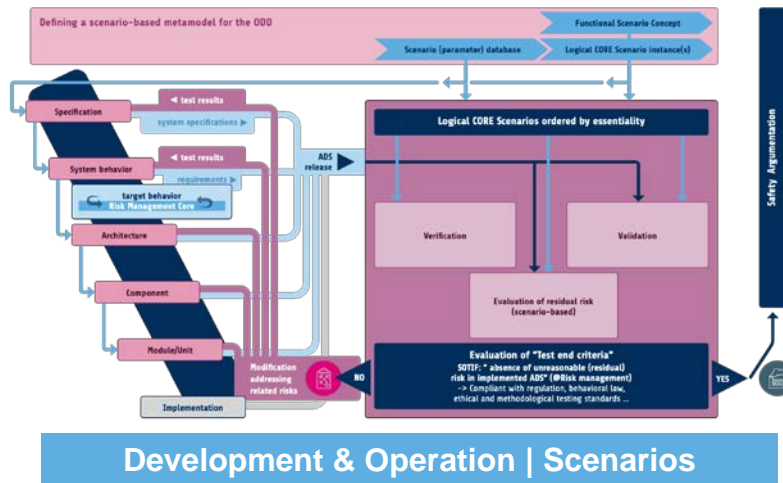 Defining a scenario-based metamodel for the ODD
Functional Scenario Concept
Scenario (parameter) database
Logical CORE Scenario instance(s)
Specification
◄ test results
system specifications ►
System behavior
◄ test results
requirements ►
target behavior
Risk Management Core
Architecture
Component
Module/Unit
Implementation
ADS
release
Modification
addressing
related risks
Logical CORE Scenarios ordered by essentiality
Verification
Validation
Evaluation of residual risk
(scenario-based)
NO
Evaluation of “Test end criteria”
SOTIF: “ absence of unreasonable (residual)
risk in implemented ADS” (@Risk management)
-> Compliant with regulation, behavioral law,
ethical and methodological testing standards ...
YES
Safety Argumentation
Development & Operation | Scenarios